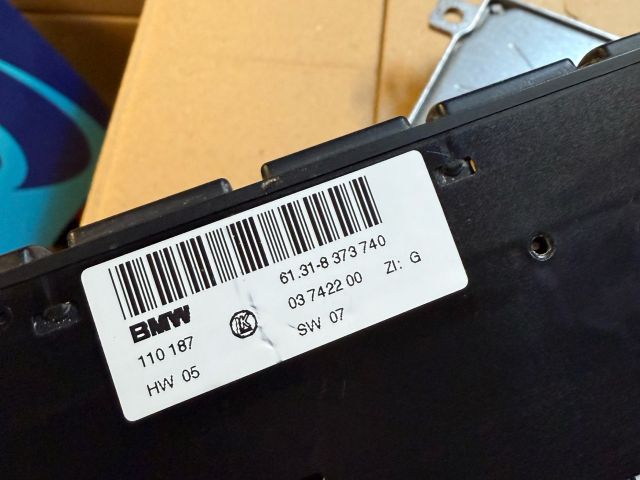 61.31-8 373 740
BMW 03 7422 00 ZI: G
110 187 SW 07
HW 05